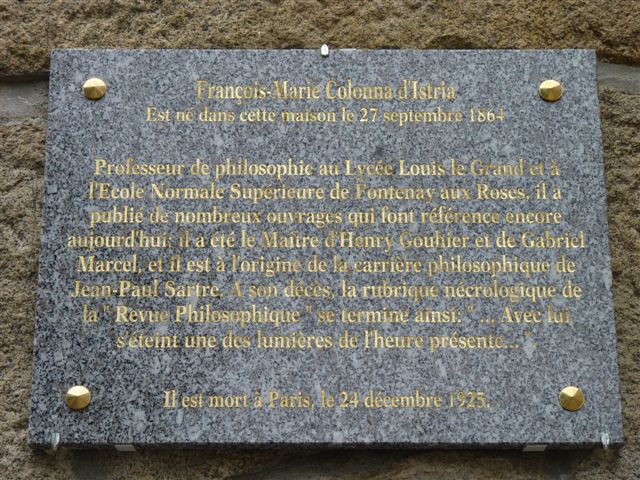 François-Marie Colonna d'Istria
Est né dans cette maison le 27 septembre 1864
Professeur de philosophie au Lycée Louis le Grand et à
l'Ecole Normale Supérieure de Fontenay aux Roses, il a
publie de nombreux ouvrages qui font référence encore
aujourd'hui; il a été le Maître d'Henry Gouhier et de Gabriel
Marcel, et il est à l'origine de la carrière philosophique de
Jean-Paul Sartre. A son décès, la rubrique nécrologique de
la " Revue Philosophique " se termine ainsi: " ... Avec lui
s'éteint une des lumières de l'heure présente... ".
Il est mort à Paris, le 24 décembre 1925.